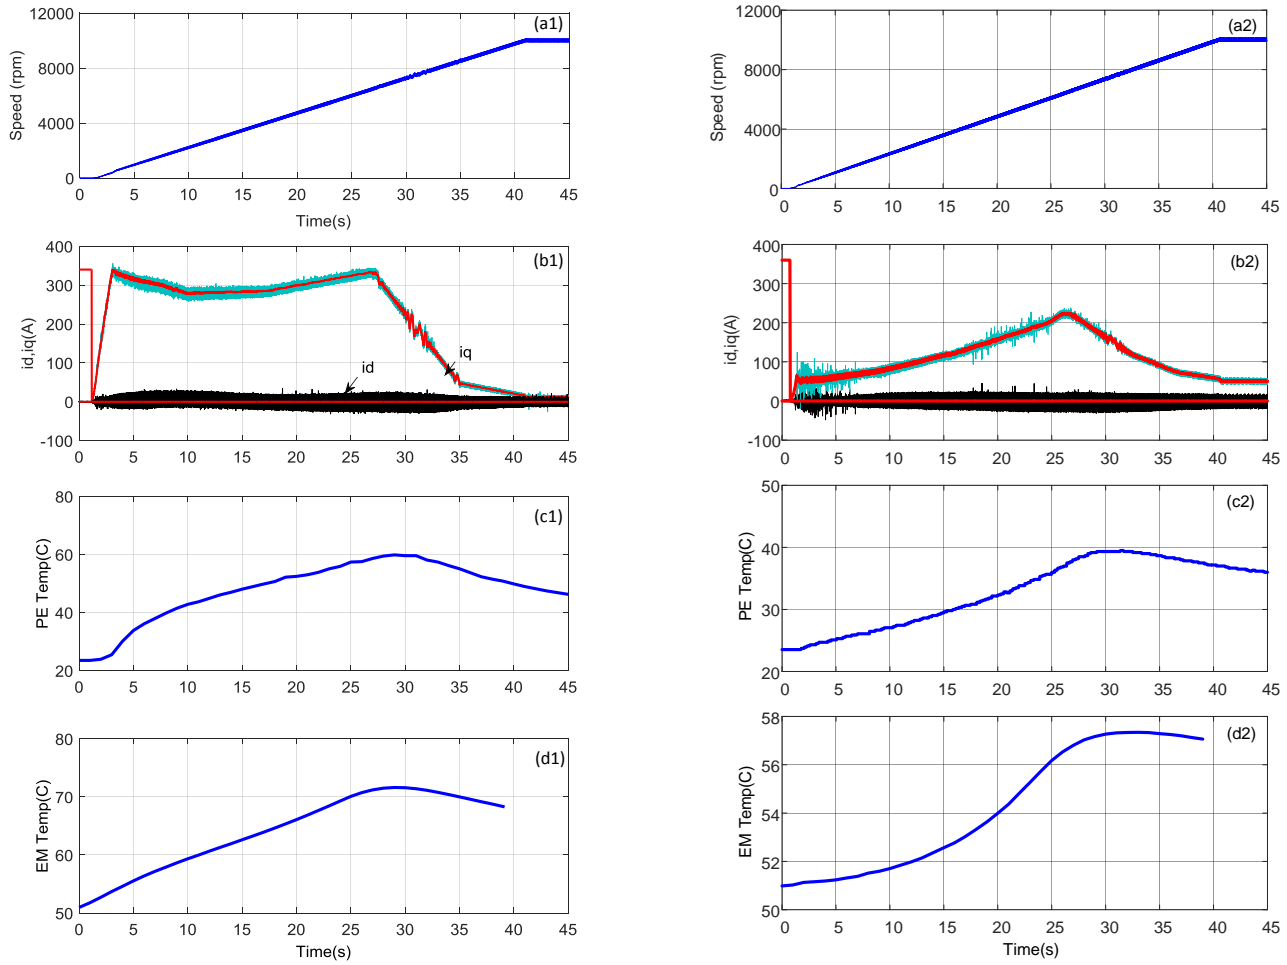 12000
(a1)
8000
4000
0
Speed (rpm)
0 5 10 15 20 25 30 35 40 45
Time(s)
12000
(a2)
8000
4000
0
Speed (rpm)
0 5 10 15 20 25 30 35 40 45
400
(b1)
300
200
100
0
-100
id,iq(A)
iq
id
0 5 10 15 20 25 30 35 40 45
400
(b2)
300
200
100
0
-100
id,iq(A)
0 5 10 15 20 25 30 35 40 45
80
(c1)
60
40
20
PE Temp(C)
0 5 10 15 20 25 30 35 40 45
50
(c2)
40
30
20
PE Temp(C)
0 5 10 15 20 25 30 35 40 45
80
(d1)
70
60
50
EM Temp(C)
0 5 10 15 20 25 30 35 40 45
Time(s)
58
(d2)
56
54
52
50
EM Temp(C)
0 5 10 15 20 25 30 35 40 45
Time(s)